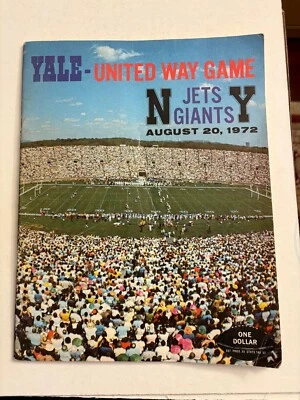 YALE - UNITED WAY GAME
N JETS Y
GIANTS
AUGUST 20, 1972
ONE
DOLLAR